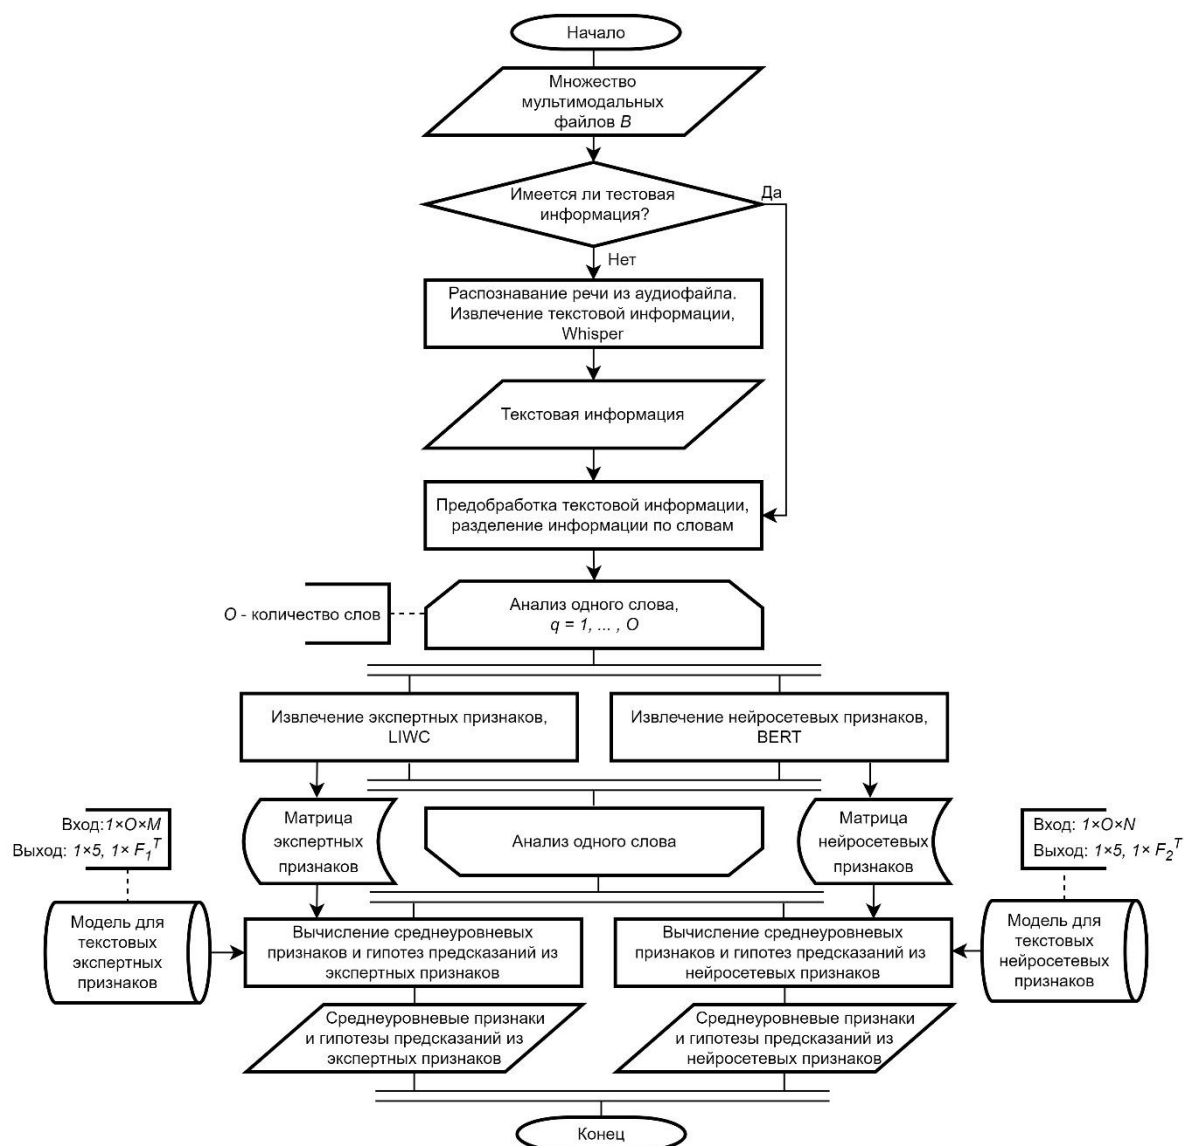 Начало
Множество
мультимодальных
файлов B
Имеется ли тестовая
информация?
Да
Нет
Распознавание речи из аудиофайла.
Извлечение текстовой информации,
Whisper
Текстовая информация
Предобработка текстовой информации,
разделение информации по словам
O - количество слов
Анализ одного слова,
q = 1, ... , O
Извлечение экспертных признаков,
LIWC
Извлечение нейросетевых признаков,
BERT
Вход: 1×O×M
Выход: 1×5, 1× F₁ᵀ
Матрица
экспертных
признаков
Анализ одного слова
Матрица
нейросетевых
признаков
Вход: 1×O×N
Выход: 1×5, 1× F₂ᵀ
Модель для
текстовых
экспертных
признаков
Вычисление среднеуровневых
признаков и гипотез предсказаний из
экспертных признаков
Вычисление среднеуровневых
признаков и гипотез предсказаний из
нейросетевых признаков
Модель для
текстовых
нейросетевых
признаков
Среднеуровневые признаки
и гипотезы предсказаний из
экспертных признаков
Среднеуровневые признаки
и гипотезы предсказаний из
нейросетевых признаков
Конец